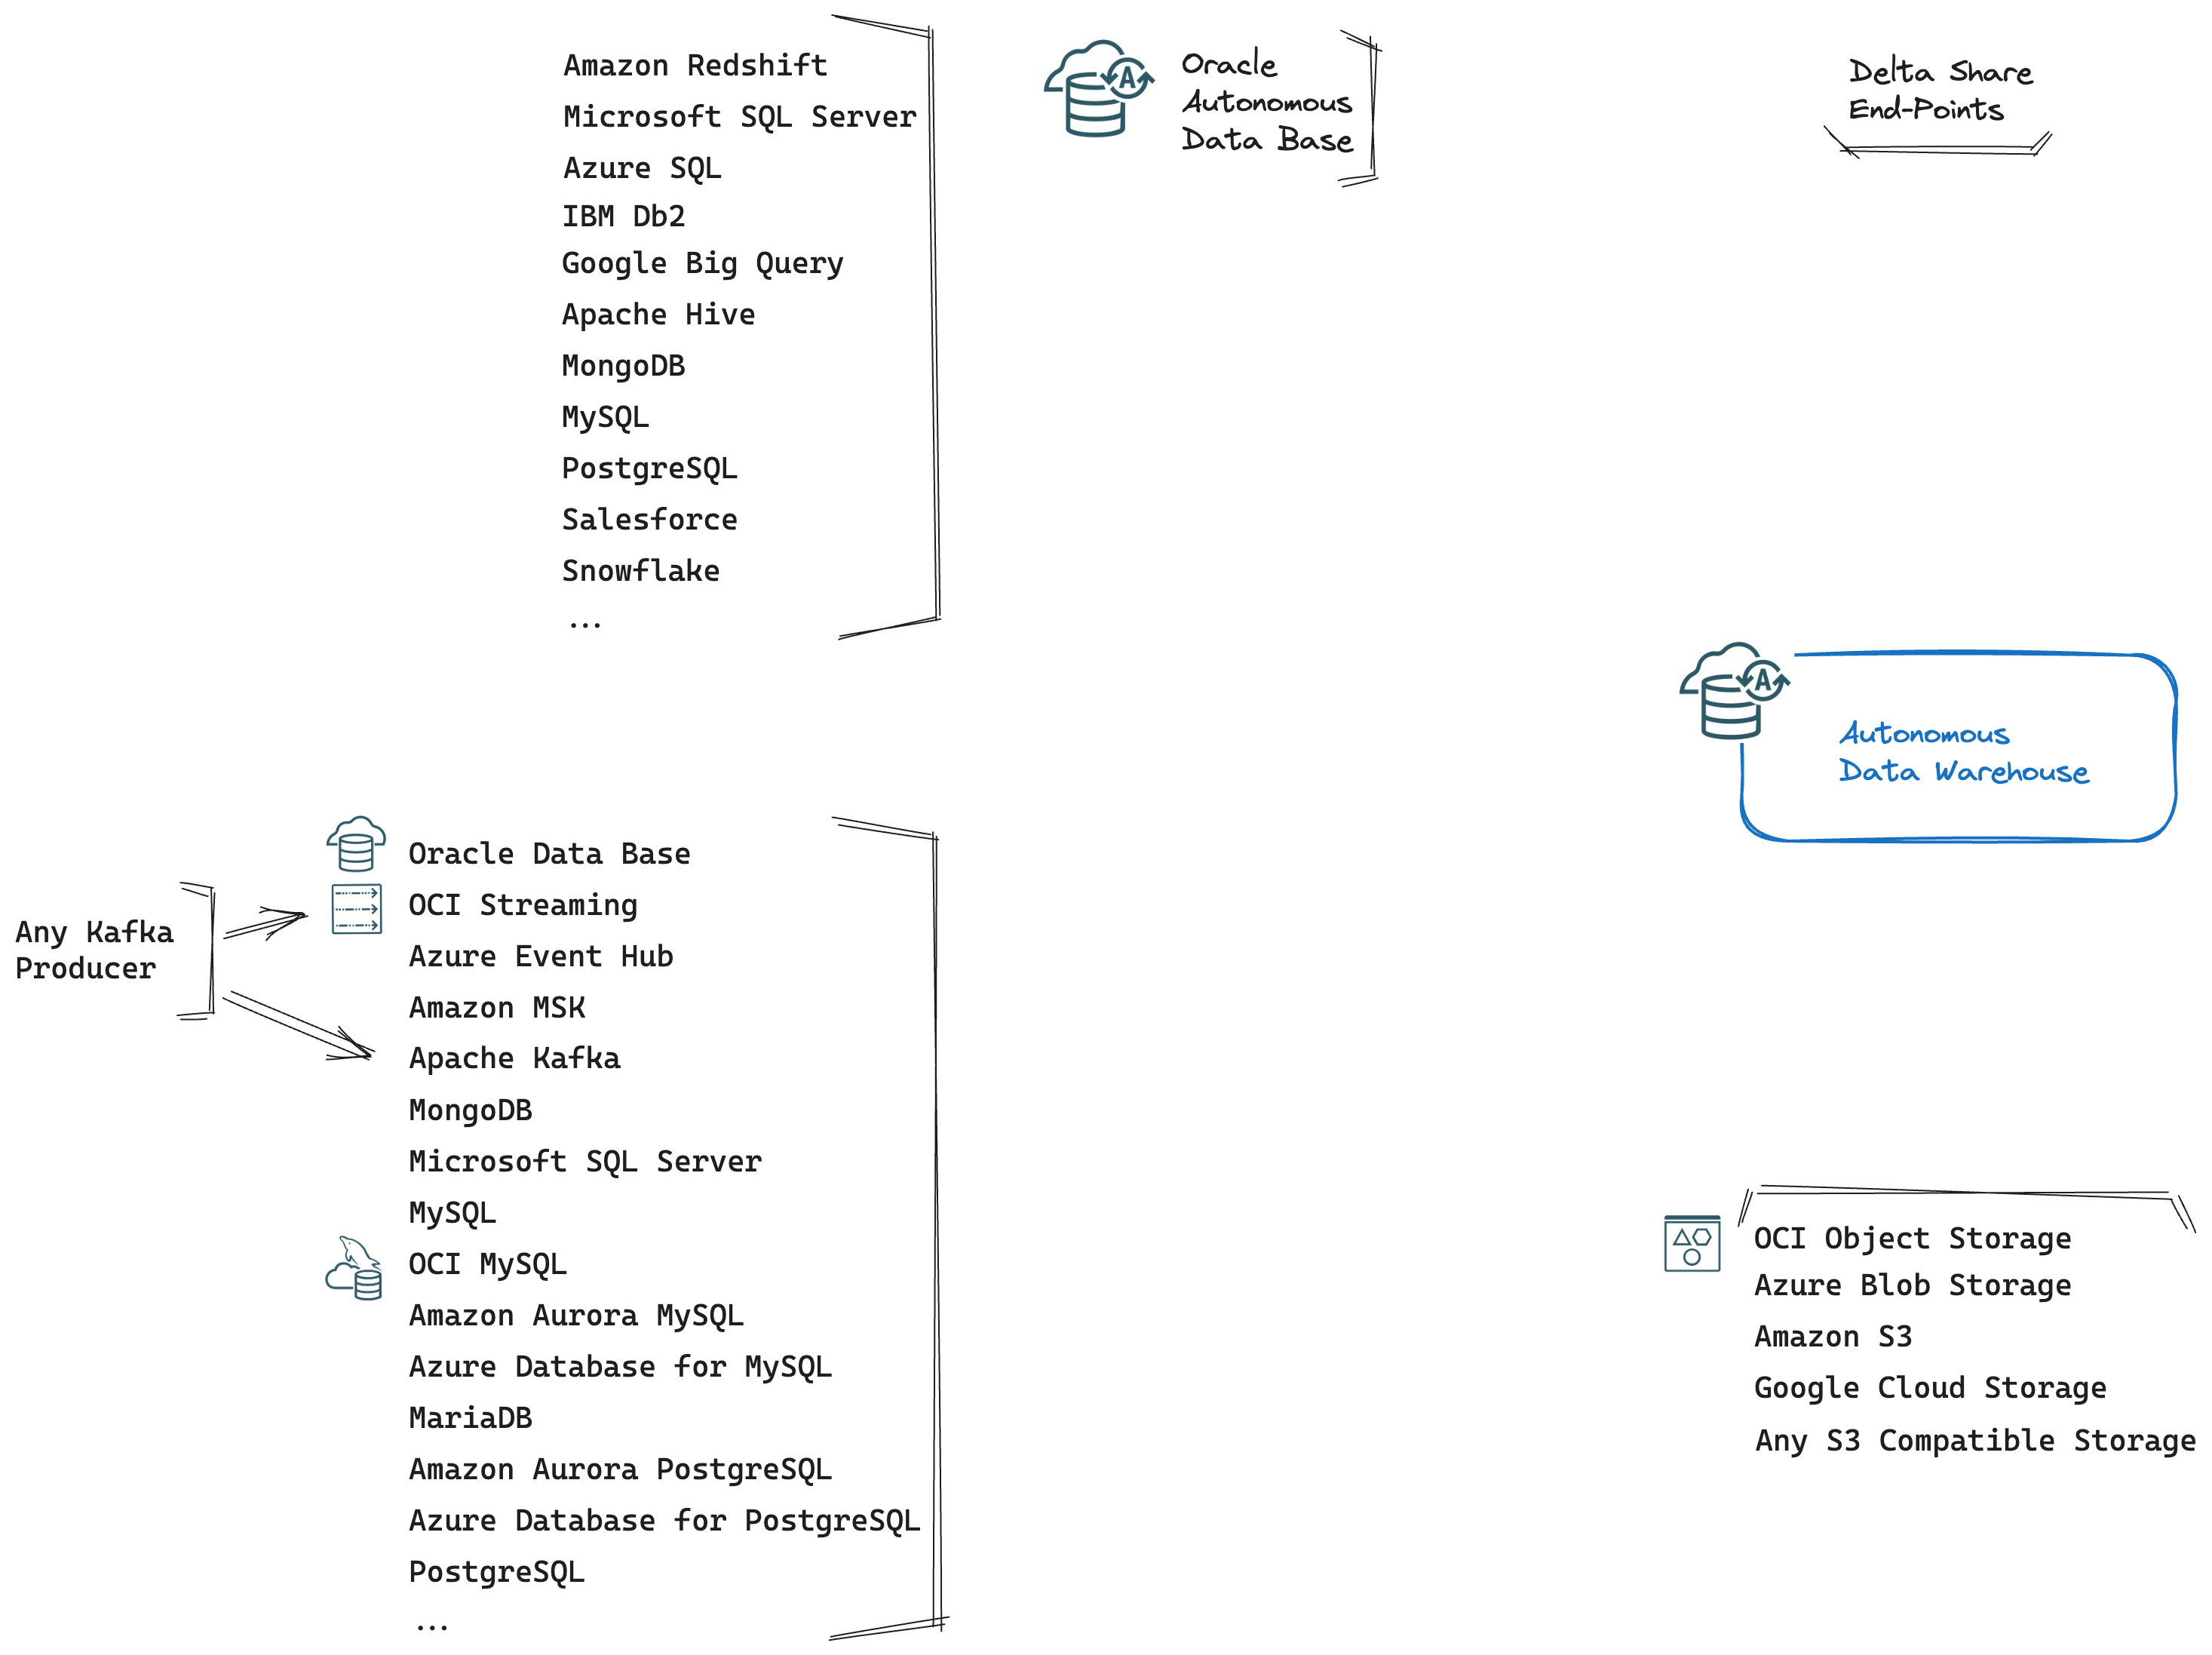 Amazon Redshift
Microsoft SQL Server
Azure SQL
IBM Db2
Google Big Query
Apache Hive
MongoDB
MySQL
PostgreSQL
Salesforce
Snowflake
...
A
Oracle
Autonomous
Data Base
Delta Share
End-Points
A
Autonomous
Data Warehouse
Any Kafka
Producer
Oracle Data Base
OCI Streaming
Azure Event Hub
Amazon MSK
Apache Kafka
MongoDB
Microsoft SQL Server
MySQL
OCI MySQL
Amazon Aurora MySQL
Azure Database for MySQL
MariaDB
Amazon Aurora PostgreSQL
Azure Database for PostgreSQL
PostgreSQL
...
OCI Object Storage
Azure Blob Storage
Amazon S3
Google Cloud Storage
Any S3 Compatible Storage